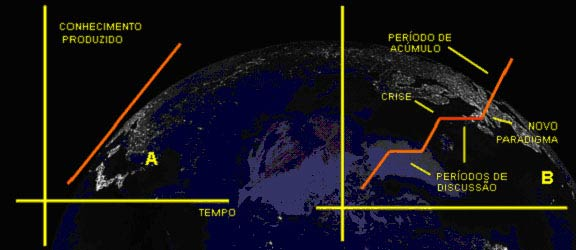 CONHECIMENTO
PRODUZIDO
A
TEMPO
PERÍODO DE
ACÚMULO
CRISE
NOVO
PARADIGMA
PERÍODOS DE
DISCUSSÃO
B